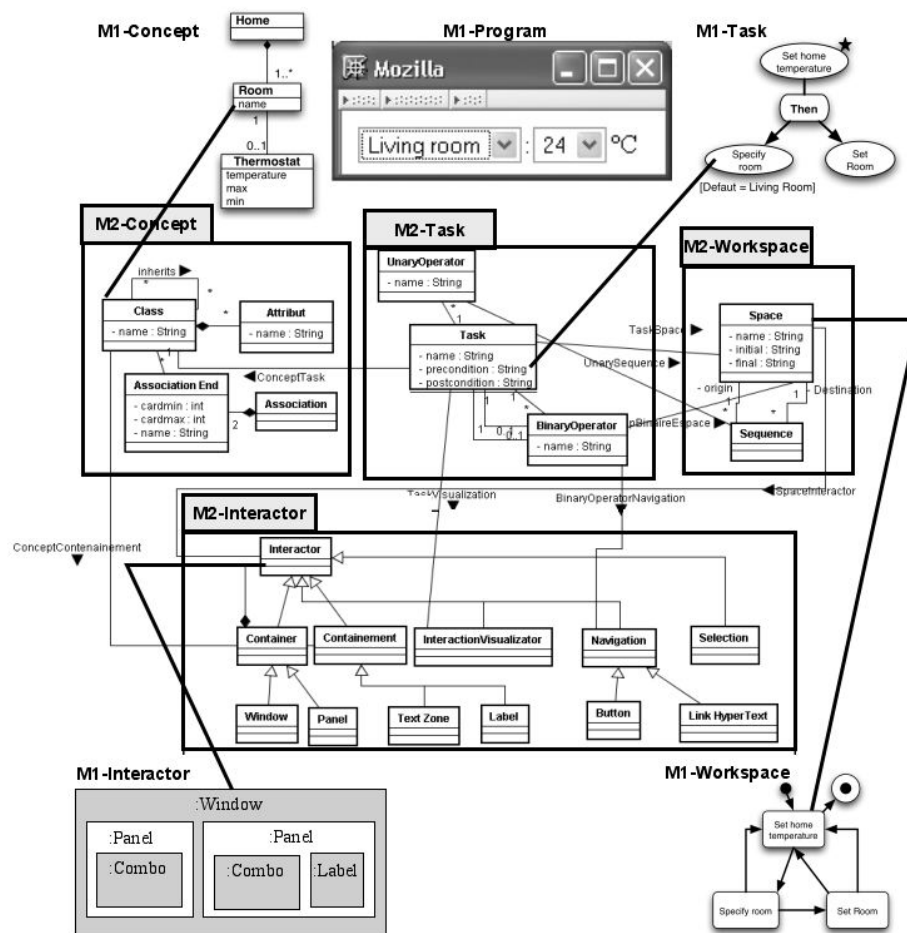 M1-Concept
Home
1..*
Room
name
1
0..1
Thermostat
temperature
max
min
M1-Program
Mozilla
Living room
:
24
°C
M1-Task
Set home
temperature
Then
Specify
room
Set
Room
[Defaut = Living Room]
M2-Concept
inherits
*
*
Class
- name : String
*
Attribut
- name : String
*
1
ConceptTask
Association End
- cardmin : int
- cardmax : int
- name : String
2
Association
M2-Task
UnaryOperator
- name : String
*
1
Task
- name : String
- precondition : String
- postcondition : String
1
1
1
*
0..1
0..1
BinaryOperator
- name : String
TaskSpace
UnarySequence
pBinaireEspace
M2-Workspace
Space
- name : String
- initial : String
- final : String
- origin
1
1
- Destination
*
*
Sequence
TaskVisualization
BinaryOperatorNavigation
SpaceInteractor
ConceptContenainement
M2-Interactor
Interactor
Container
Containement
InteractionVisualizator
Navigation
Selection
Window
Panel
Text Zone
Label
Button
Link HyperText
M1-Interactor
:Window
:Panel
:Combo
:Panel
:Combo
:Label
M1-Workspace
Set home
temperature
Specify room
Set Room